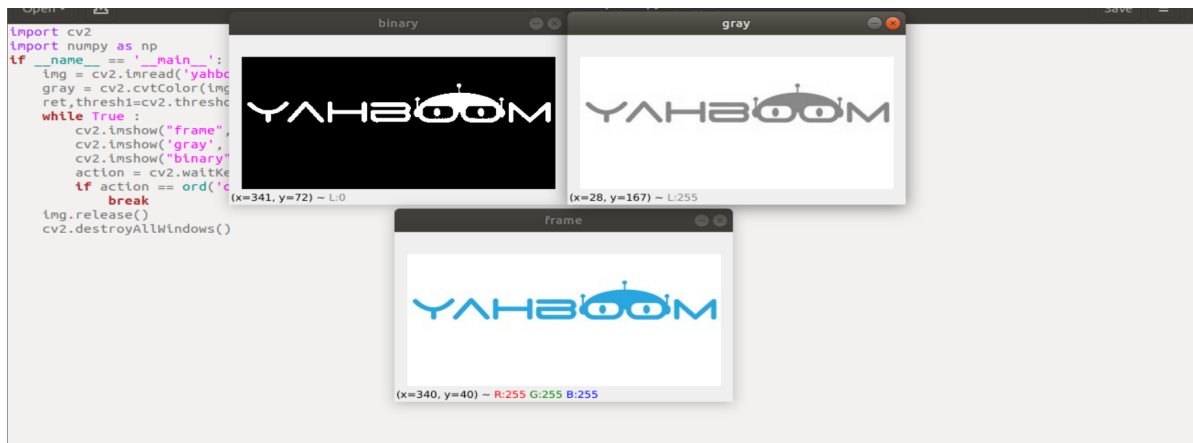 Open
Save
import cv2
import numpy as np
if __name__ == '__main__':
img = cv2.imread('yahbo
gray = cv2.cvtColor(img
ret,thresh1=cv2.thresho
while True :
cv2.imshow("frame",
cv2.imshow('gray',
cv2.imshow("binary"
action = cv2.waitKe
if action == ord('c
break
img.release()
cv2.destroyAllWindows()
binary
YAHBOOM
(x=341, y=72) ~ L:0
gray
YAHBOOM
(x=28, y=167) ~ L:255
frame
YAHBOOM
(x=340, y=40) ~ R:255 G:255 B:255